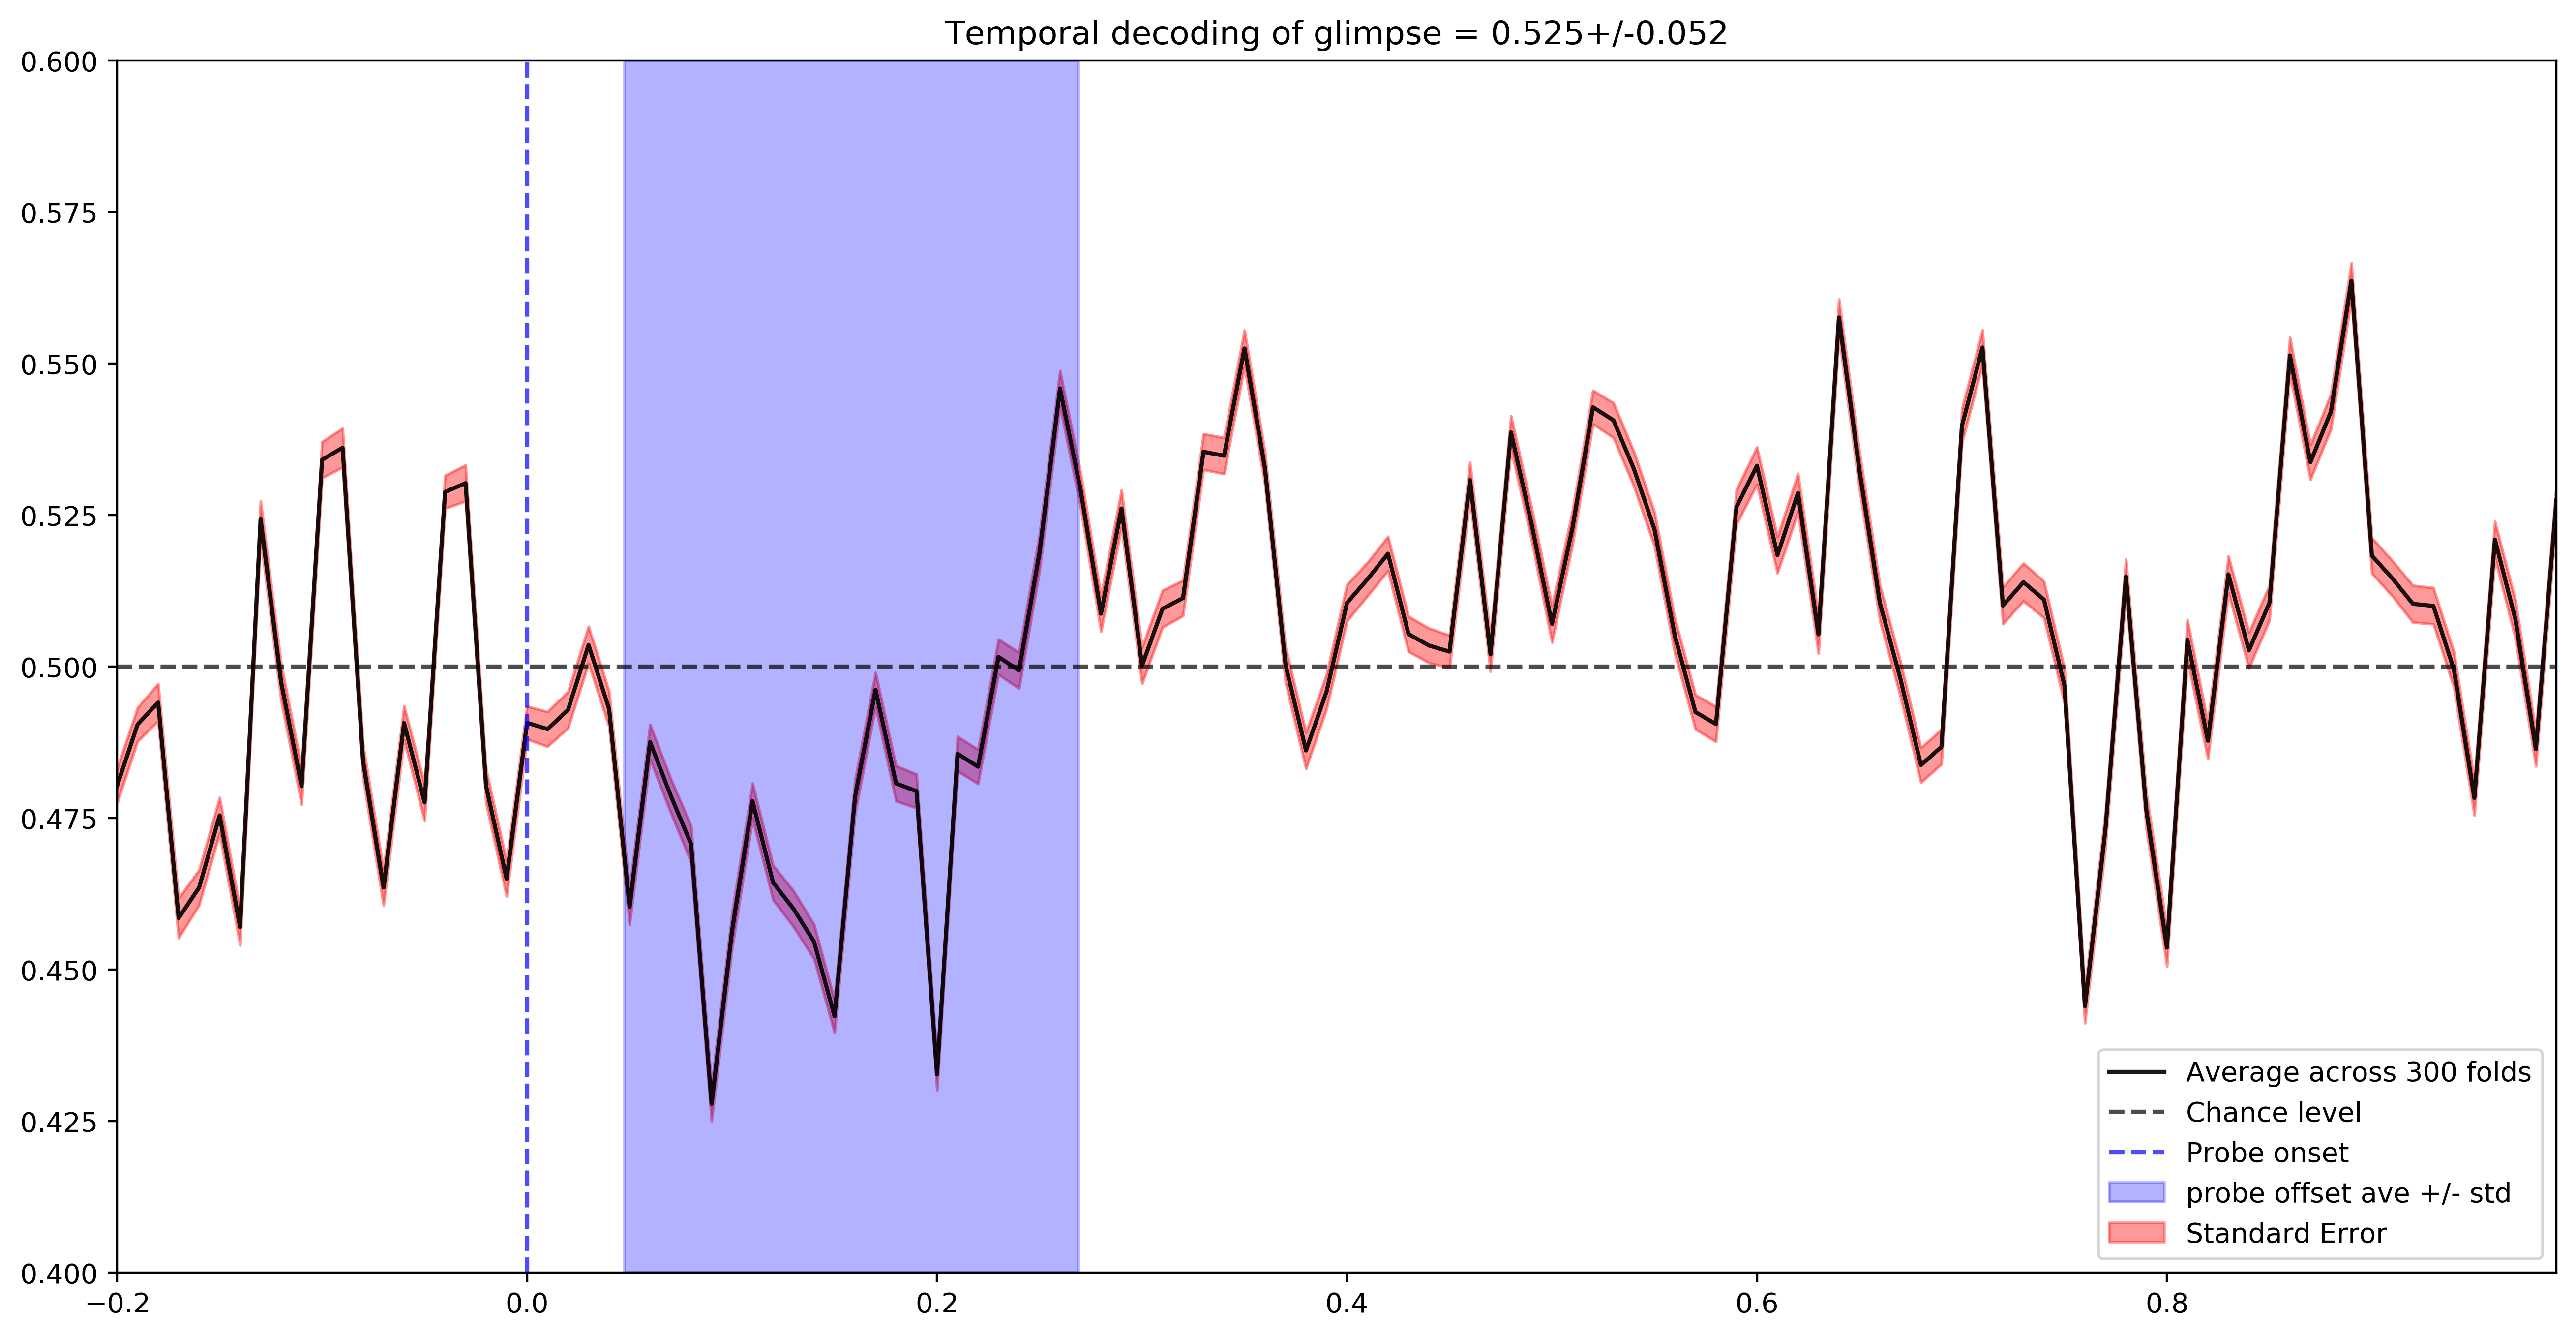 Temporal decoding of glimpse = 0.525+/-0.052
0.600
0.575
0.550
0.525
0.500
0.475
0.450
0.425
0.400
−0.2
0.0
0.2
0.4
0.6
0.8
Average across 300 folds
Chance level
Probe onset
probe offset ave +/- std
Standard Error